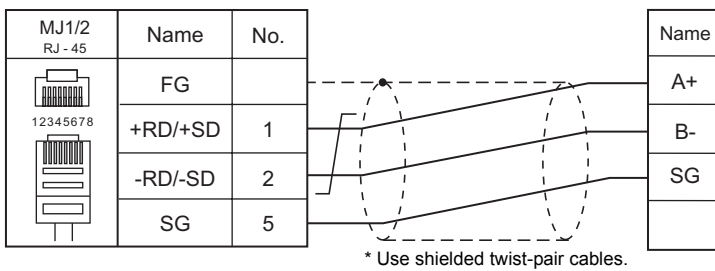 MJ1/2
RJ - 45
Name
No.
Name
FG
A+
12345678
+RD/+SD
1
B-
-RD/-SD
2
SG
SG
5
* Use shielded twist-pair cables.